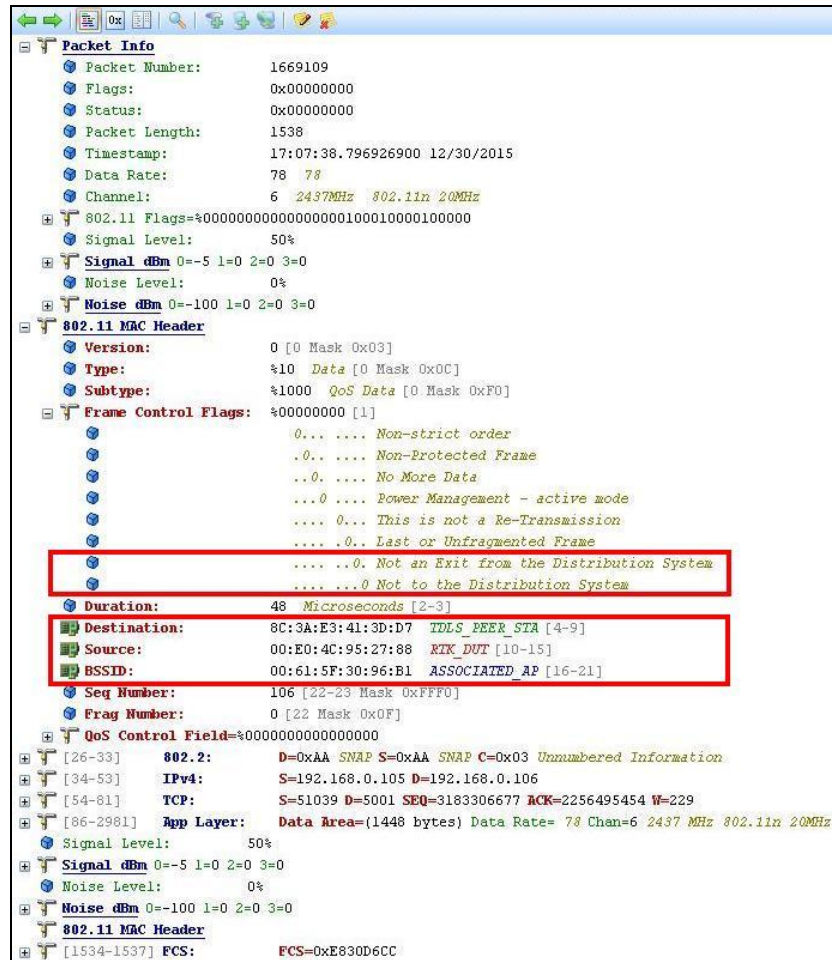 0x
Packet Info
Packet Number: 1669109
Flags: 0x00000000
Status: 0x00000000
Packet Length: 1538
Timestamp: 17:07:38.796926900 12/30/2015
Data Rate: 78 78
Channel: 6 2437MHz 802.11n 20MHz
802.11 Flags=%00000000000000000100010000100000
Signal Level: 50%
Signal dBm 0=-5 1=0 2=0 3=0
Noise Level: 0%
Noise dBm 0=-100 1=0 2=0 3=0
802.11 MAC Header
Version: 0 [0 Mask 0x03]
Type: %10 Data [0 Mask 0x0C]
Subtype: %1000 QoS Data [0 Mask 0xF0]
Frame Control Flags: %00000000 [1]
0... .... Non-strict order
.0.. .... Non-Protected Frame
..0. .... No More Data
...0 .... Power Management - active mode
.... 0... This is not a Re-Transmission
.... .0.. Last or Unfragmented Frame
.... ..0. Not an Exit from the Distribution System
.... ...0 Not to the Distribution System
Duration: 48 Microseconds [2-3]
Destination: 8C:3A:E3:41:3D:D7 TDLS_PEER_STA [4-9]
Source: 00:E0:4C:95:27:88 RTK_DUT [10-15]
BSSID: 00:61:5F:30:96:B1 ASSOCIATED_AP [16-21]
Seq Number: 106 [22-23 Mask 0xFFF0]
Frag Number: 0 [22 Mask 0x0F]
QoS Control Field=%0000000000000000
[26-33] 802.2: D=0xAA SNAP S=0xAA SNAP C=0x03 Unnumbered Information
[34-53] IPv4: S=192.168.0.105 D=192.168.0.106
[54-81] TCP: S=51039 D=5001 SEQ=3183306677 ACK=2256495454 W=229
[86-2981] App Layer: Data Area=(1448 bytes) Data Rate= 78 Chan=6 2437 MHz 802.11n 20MHz
Signal Level: 50%
Signal dBm 0=-5 1=0 2=0 3=0
Noise Level: 0%
Noise dBm 0=-100 1=0 2=0 3=0
802.11 MAC Header
[1534-1537] FCS: FCS=0xE830D6CC